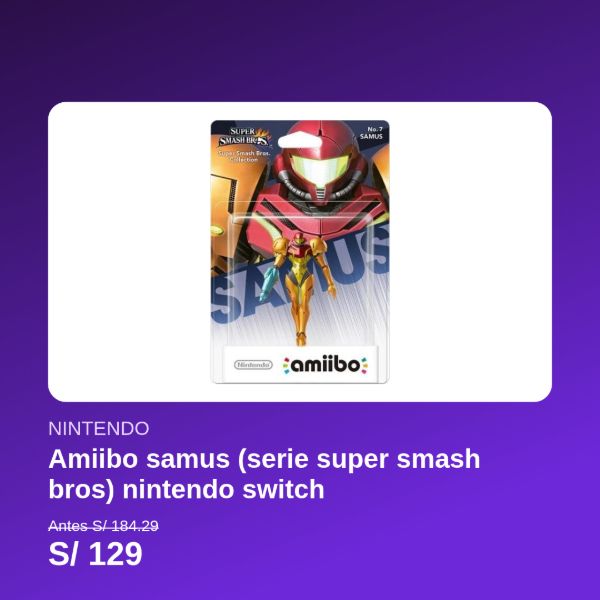 SUPER
SMASH BROS.
Super Smash Bros.
Collection
No.7
SAMUS
SAMUS
Nintendo
amiibo
NINTENDO
Amiibo samus (serie super smash
bros) nintendo switch
Antes S/ 184.29
S/ 129